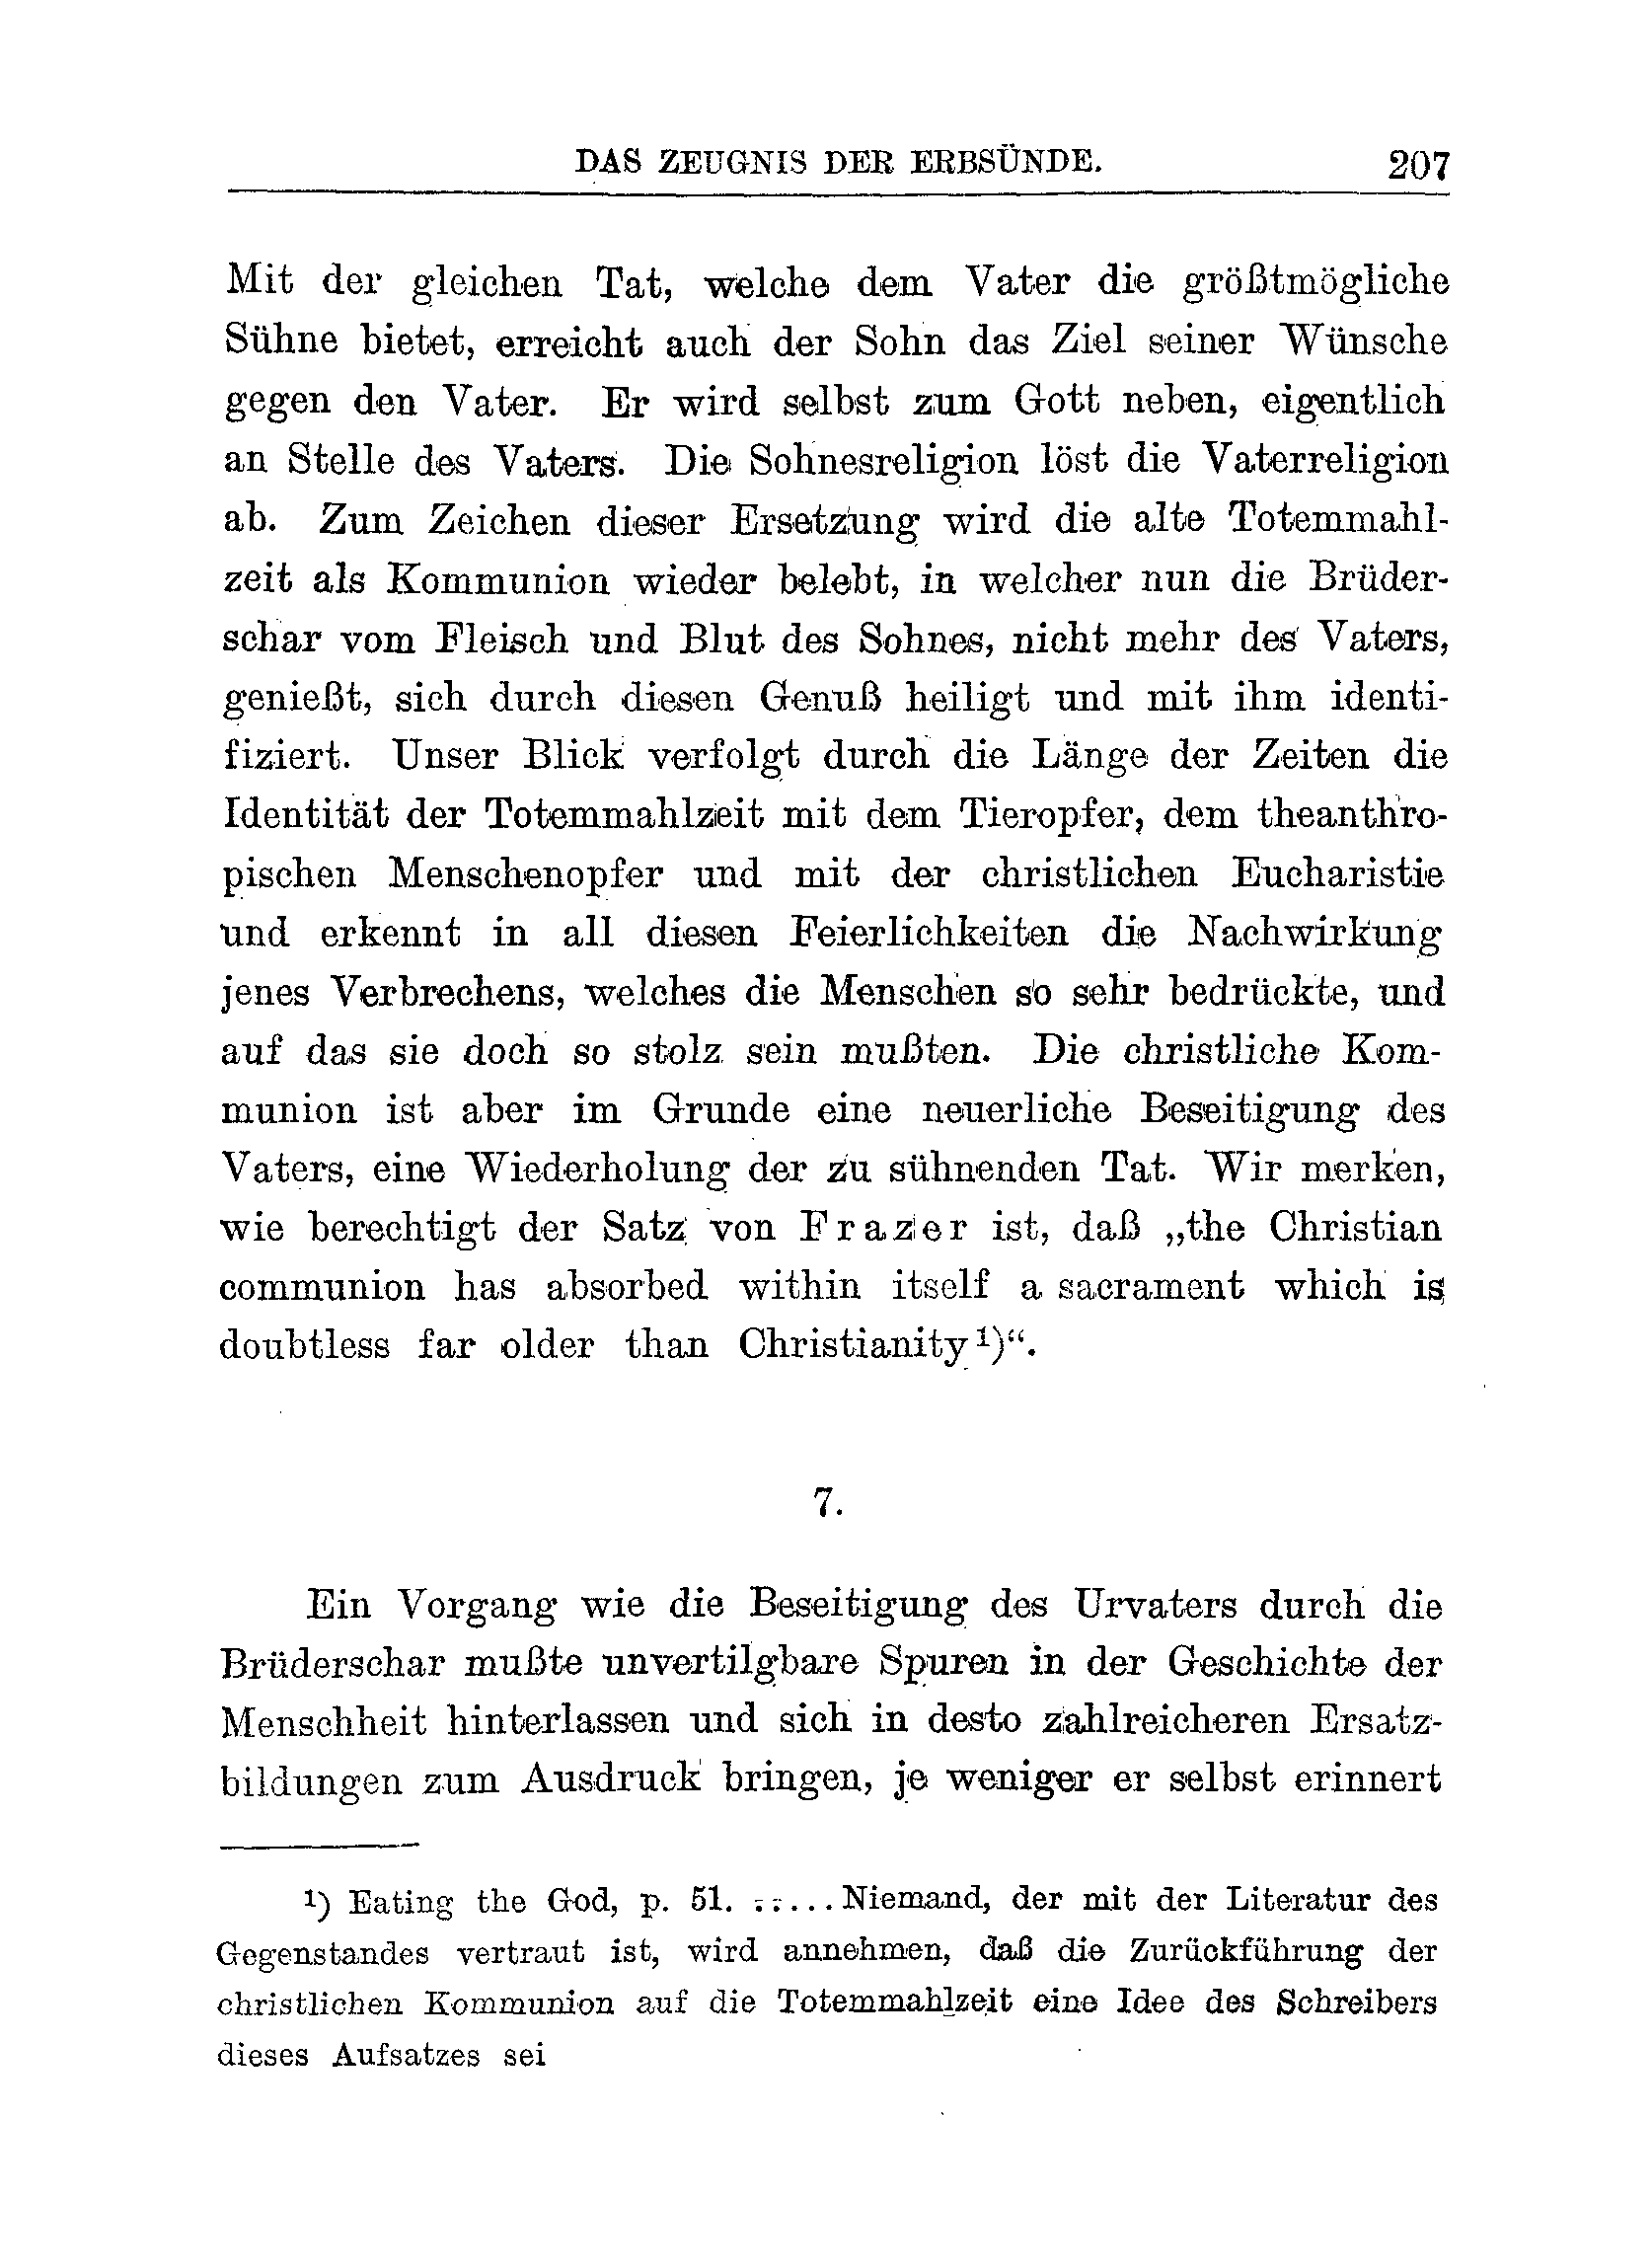 DAS ZEUGNIS DER ERBSÜNDE. 207
Mit der gleichen Tat, welche dem Vater die größtmögliche
Sühne bietet, erreicht auch der Sohn das Ziel seiner Wünsche
gegen den Vater. Er wird selbst zum Gott neben, eigentlich
an Stelle des Vaters. Die Sohnesreligion löst die Vaterreligion
ab. Zum Zeichen dieser Ersetzung wird die alte Totemmahl-
zeit als Kommunion wieder belebt, in welcher nun die Brüder-
schar vom Fleisch und Blut des Sohnes, nicht mehr des Vaters,
genießt, sich durch diesen Genuß heiligt und mit ihm identi-
fiziert. Unser Blick verfolgt durch die Länge der Zeiten die
Identität der Totemmahlzeit mit dem Tieropfer, dem theanthro-
pischen Menschenopfer und mit der christlichen Eucharistie
und erkennt in all diesen Feierlichkeiten die Nachwirkung
jenes Verbrechens, welches die Menschen so sehr bedrückte, und
auf das sie doch so stolz sein mußten. Die christliche Kom-
munion ist aber im Grunde eine neuerliche Beseitigung des
Vaters, eine Wiederholung der zu sühnenden Tat. Wir merken,
wie berechtigt der Satz von Frazer ist, daß „the Christian
communion has absorbed within itself a sacrament which is
doubtless far older than Christianity¹)“.
7.
Ein Vorgang wie die Beseitigung des Urvaters durch die
Brüderschar mußte unvertilgbare Spuren in der Geschichte der
Menschheit hinterlassen und sich in desto zahlreicheren Ersatz-
bildungen zum Ausdruck bringen, je weniger er selbst erinnert
¹) Eating the God, p. 51. ..... Niemand, der mit der Literatur des
Gegenstandes vertraut ist, wird annehmen, daß die Zurückführung der
christlichen Kommunion auf die Totemmahlzeit eine Idee des Schreibers
dieses Aufsatzes sei